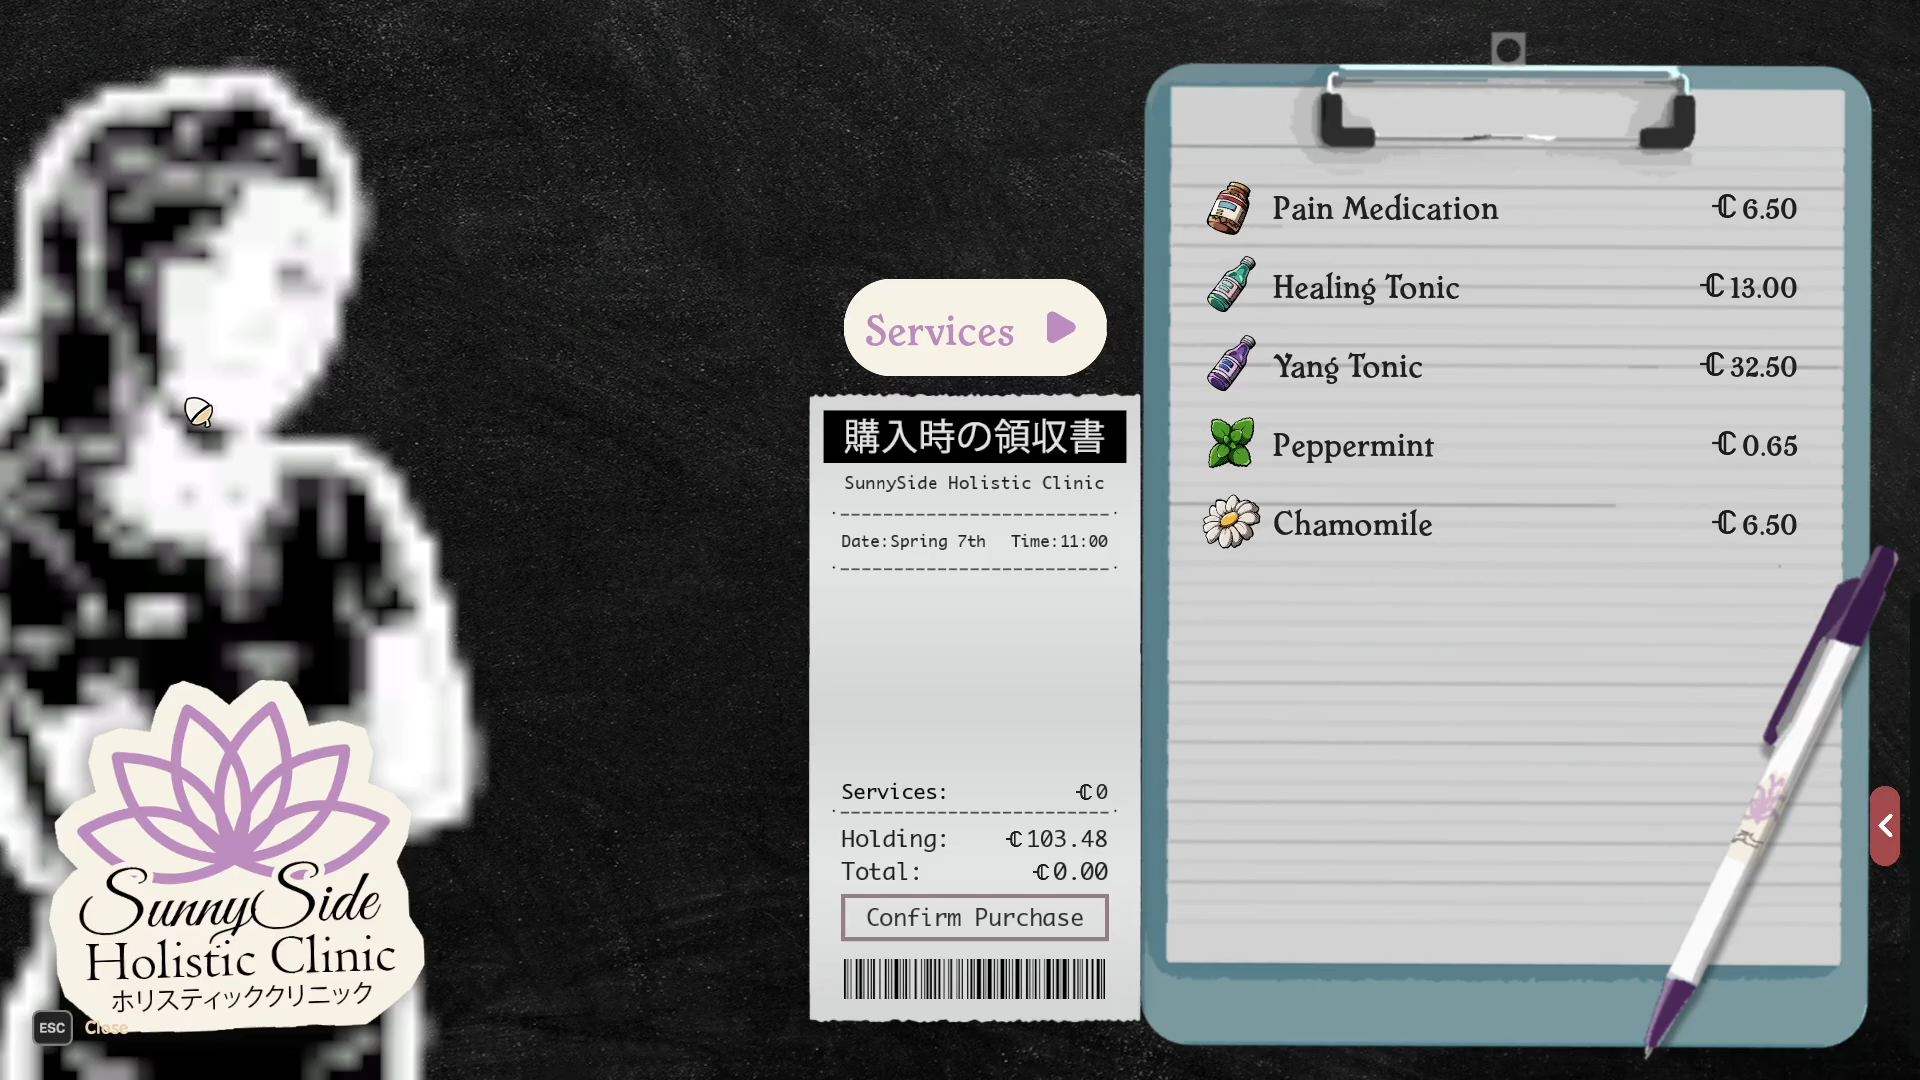 Pain Medication ₵6.50
Healing Tonic ₵13.00
Yang Tonic ₵32.50
Peppermint ₵0.65
Chamomile ₵6.50
Services
購入時の領収書
SunnySide Holistic Clinic
Date:Spring 7th Time:11:00
Services: ₵0
Holding: ₵103.48
Total: ₵0.00
Confirm Purchase
SunnySide
Holistic Clinic
ホリスティッククリニック
ESC Close